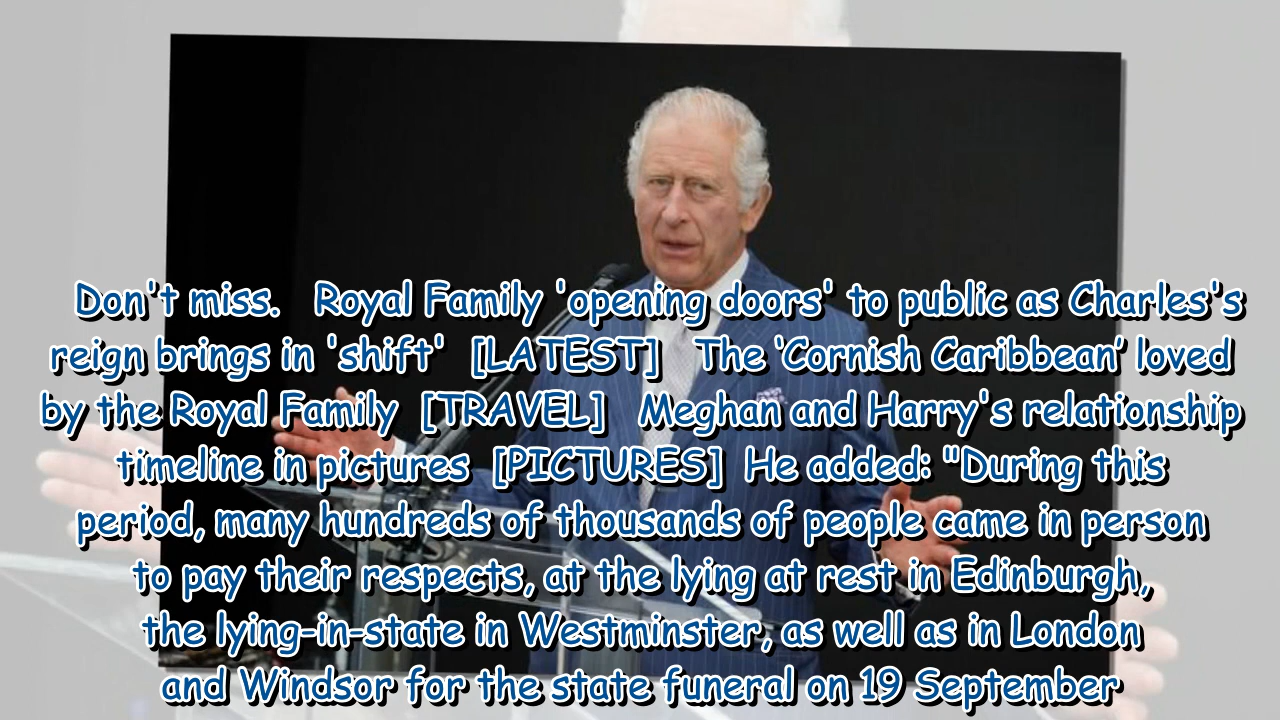 Don't miss. Royal Family 'opening doors' to public as Charles's
reign brings in 'shift' [LATEST] The ‘Cornish Caribbean’ loved
by the Royal Family [TRAVEL] Meghan and Harry's relationship
timeline in pictures [PICTURES] He added: "During this
period, many hundreds of thousands of people came in person
to pay their respects, at the lying at rest in Edinburgh,
the lying-in-state in Westminster, as well as in London
and Windsor for the state funeral on 19 September